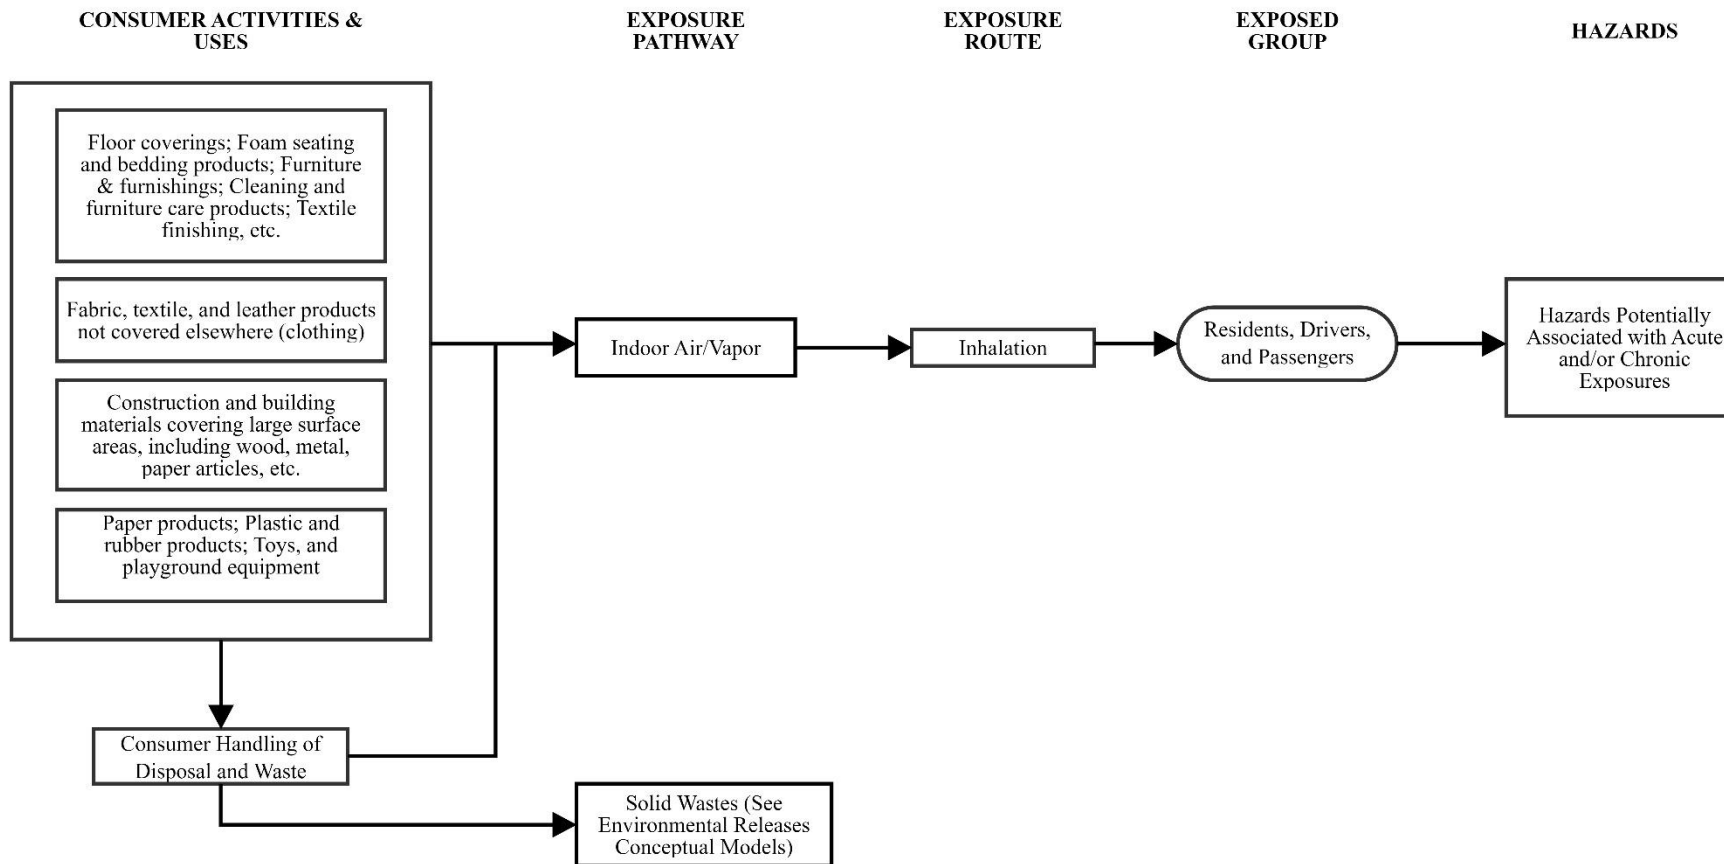 CONSUMER ACTIVITIES &
USES
EXPOSURE
PATHWAY
EXPOSURE
ROUTE
EXPOSED
GROUP
HAZARDS
Floor coverings; Foam seating
and bedding products; Furniture
& furnishings; Cleaning and
furniture care products; Textile
finishing, etc.
Fabric, textile, and leather products
not covered elsewhere (clothing)
Construction and building
materials covering large surface
areas, including wood, metal,
paper articles, etc.
Paper products; Plastic and
rubber products; Toys, and
playground equipment
Consumer Handling of
Disposal and Waste
Indoor Air/Vapor
Inhalation
Residents, Drivers,
and Passengers
Hazards Potentially
Associated with Acute
and/or Chronic
Exposures
Solid Wastes (See
Environmental Releases
Conceptual Models)